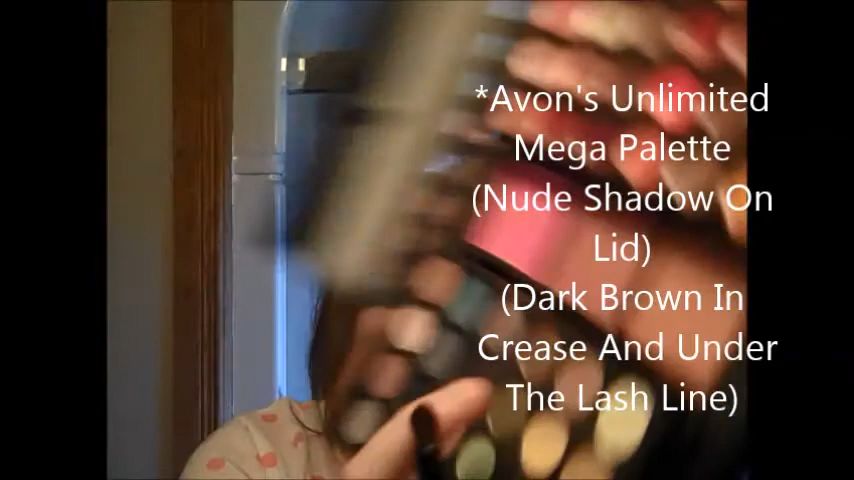 *Avon's Unlimited
Mega Palette
(Nude Shadow On
Lid)
(Dark Brown In
Crease And Under
The Lash Line)